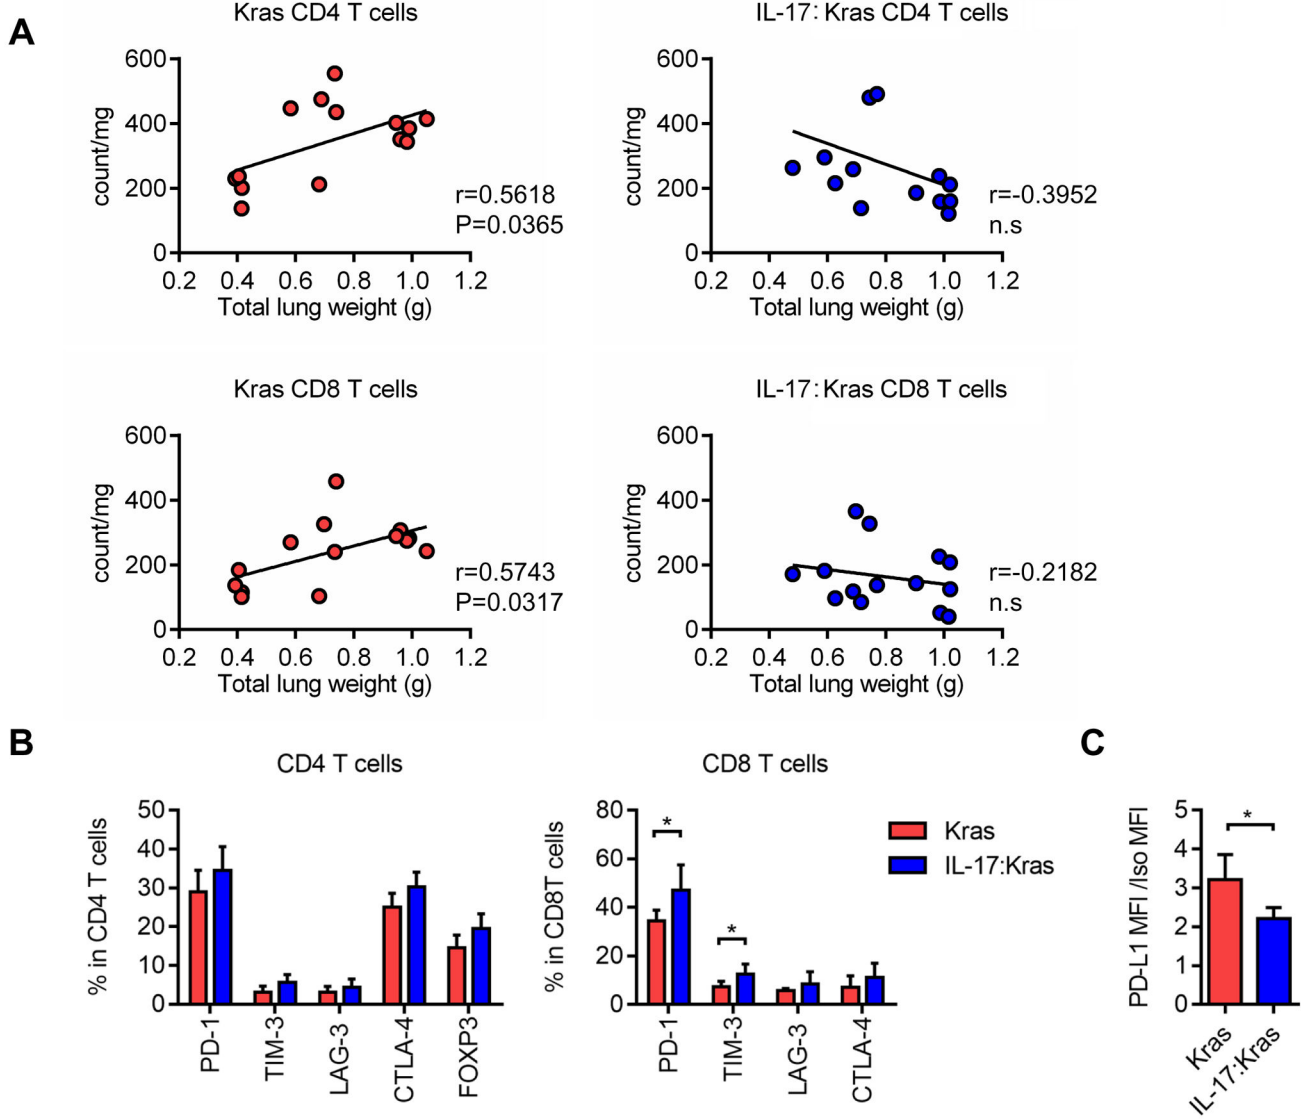 A
Kras CD4 T cells
count/mg
600
400
200
0
0.2 0.4 0.6 0.8 1.0 1.2
Total lung weight (g)
r=0.5618
P=0.0365
IL-17: Kras CD4 T cells
count/mg
600
400
200
0
0.2 0.4 0.6 0.8 1.0 1.2
Total lung weight (g)
r=-0.3952
n.s
Kras CD8 T cells
count/mg
600
400
200
0
0.2 0.4 0.6 0.8 1.0 1.2
Total lung weight (g)
r=0.5743
P=0.0317
IL-17: Kras CD8 T cells
count/mg
600
400
200
0
0.2 0.4 0.6 0.8 1.0 1.2
Total lung weight (g)
r=-0.2182
n.s
B
CD4 T cells
% in CD4 T cells
50
40
30
20
10
0
PD-1
TIM-3
LAG-3
CTLA-4
FOXP3
CD8 T cells
% in CD8T cells
80
60
40
20
0
*
*
PD-1
TIM-3
LAG-3
CTLA-4
Kras
IL-17:Kras
C
PD-L1 MFI /Iso MFI
5
4
3
2
1
0
*
Kras
IL-17:Kras